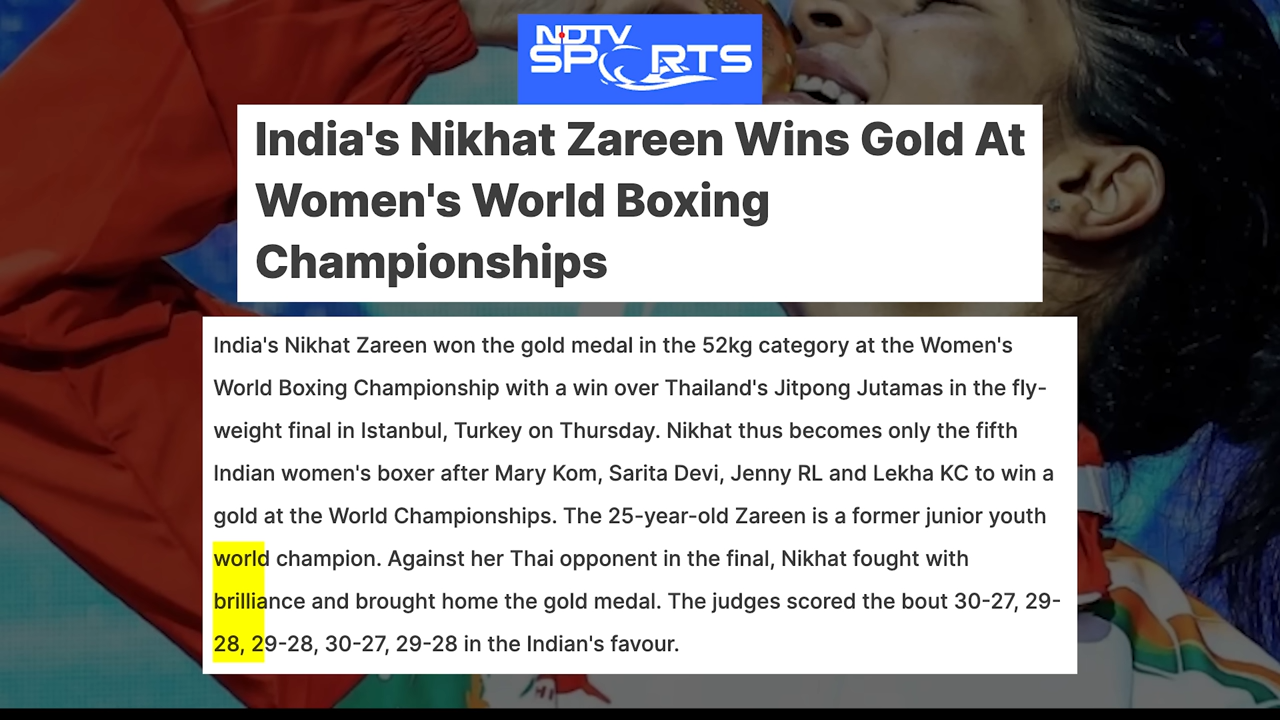 NDTV
SPORTS
India's Nikhat Zareen Wins Gold At
Women's World Boxing
Championships
India's Nikhat Zareen won the gold medal in the 52kg category at the Women's
World Boxing Championship with a win over Thailand's Jitpong Jutamas in the fly-
weight final in Istanbul, Turkey on Thursday. Nikhat thus becomes only the fifth
Indian women's boxer after Mary Kom, Sarita Devi, Jenny RL and Lekha KC to win a
gold at the World Championships. The 25-year-old Zareen is a former junior youth
world champion. Against her Thai opponent in the final, Nikhat fought with
brilliance and brought home the gold medal. The judges scored the bout 30-27, 29-
28, 29-28, 30-27, 29-28 in the Indian's favour.